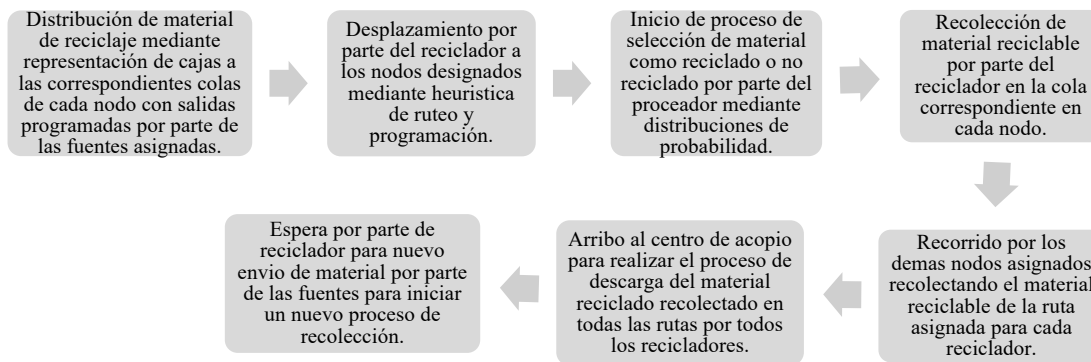 Distribución de material
de reciclaje mediante
representación de cajas a
las correspondientes colas
de cada nodo con salidas
programadas por parte de
las fuentes asignadas.
Desplazamiento por
parte del reciclador a
los nodos designados
mediante heuristica
de ruteo y
programación.
Inicio de proceso de
selección de material
como reciclado o no
reciclado por parte del
proceador mediante
distribuciones de
probabilidad.
Recolección de
material reciclable
por parte del
reciclador en la cola
correspondiente en
cada nodo.
Recorrido por los
demas nodos asignados
recolectando el material
reciclable de la ruta
asignada para cada
reciclador.
Arribo al centro de acopio
para realizar el proceso de
descarga del material
reciclado recolectado en
todas las rutas por todos
los recicladores.
Espera por parte de
reciclador para nuevo
envio de material por parte
de las fuentes para iniciar
un nuevo proceso de
recolección.